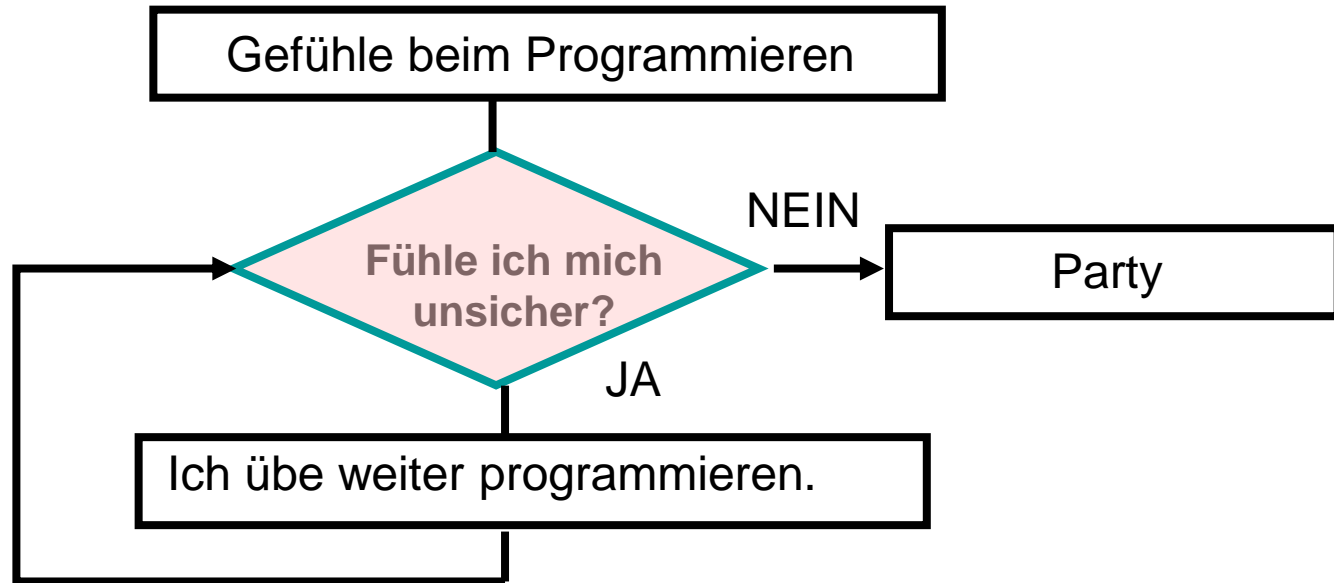 Gefühle beim Programmieren
NEIN
Fühle ich mich
unsicher?
Party
JA
Ich übe weiter programmieren.